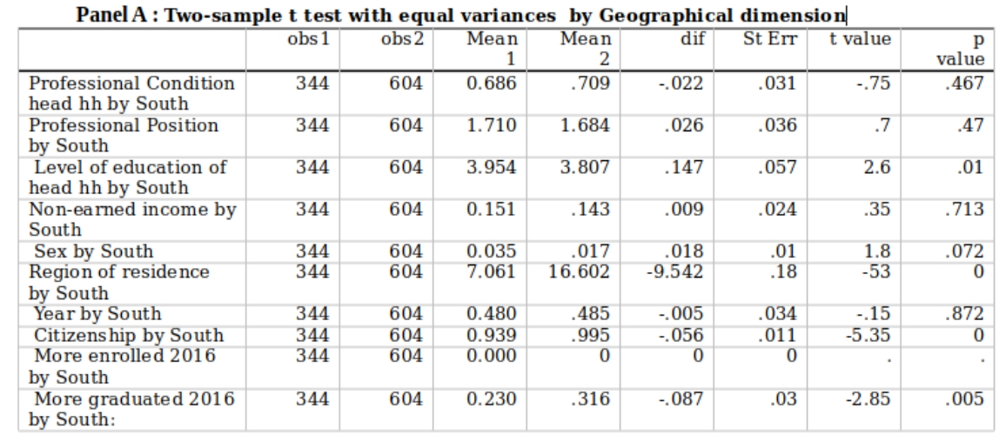 Panel A : Two-sample t test with equal variances by Geographical dimension
obs1 obs2 Mean 1 Mean 2 dif St Err t value p value
Professional Condition head hh by South 344 604 0.686 .709 -.022 .031 -.75 .467
Professional Position by South 344 604 1.710 1.684 .026 .036 .7 .47
Level of education of head hh by South 344 604 3.954 3.807 .147 .057 2.6 .01
Non-earned income by South 344 604 0.151 .143 .009 .024 .35 .713
Sex by South 344 604 0.035 .017 .018 .01 1.8 .072
Region of residence by South 344 604 7.061 16.602 -9.542 .18 -53 0
Year by South 344 604 0.480 .485 -.005 .034 -.15 .872
Citizenship by South 344 604 0.939 .995 -.056 .011 -5.35 0
More enrolled 2016 by South 344 604 0.000 0 0 0 . .
More graduated 2016 by South: 344 604 0.230 .316 -.087 .03 -2.85 .005